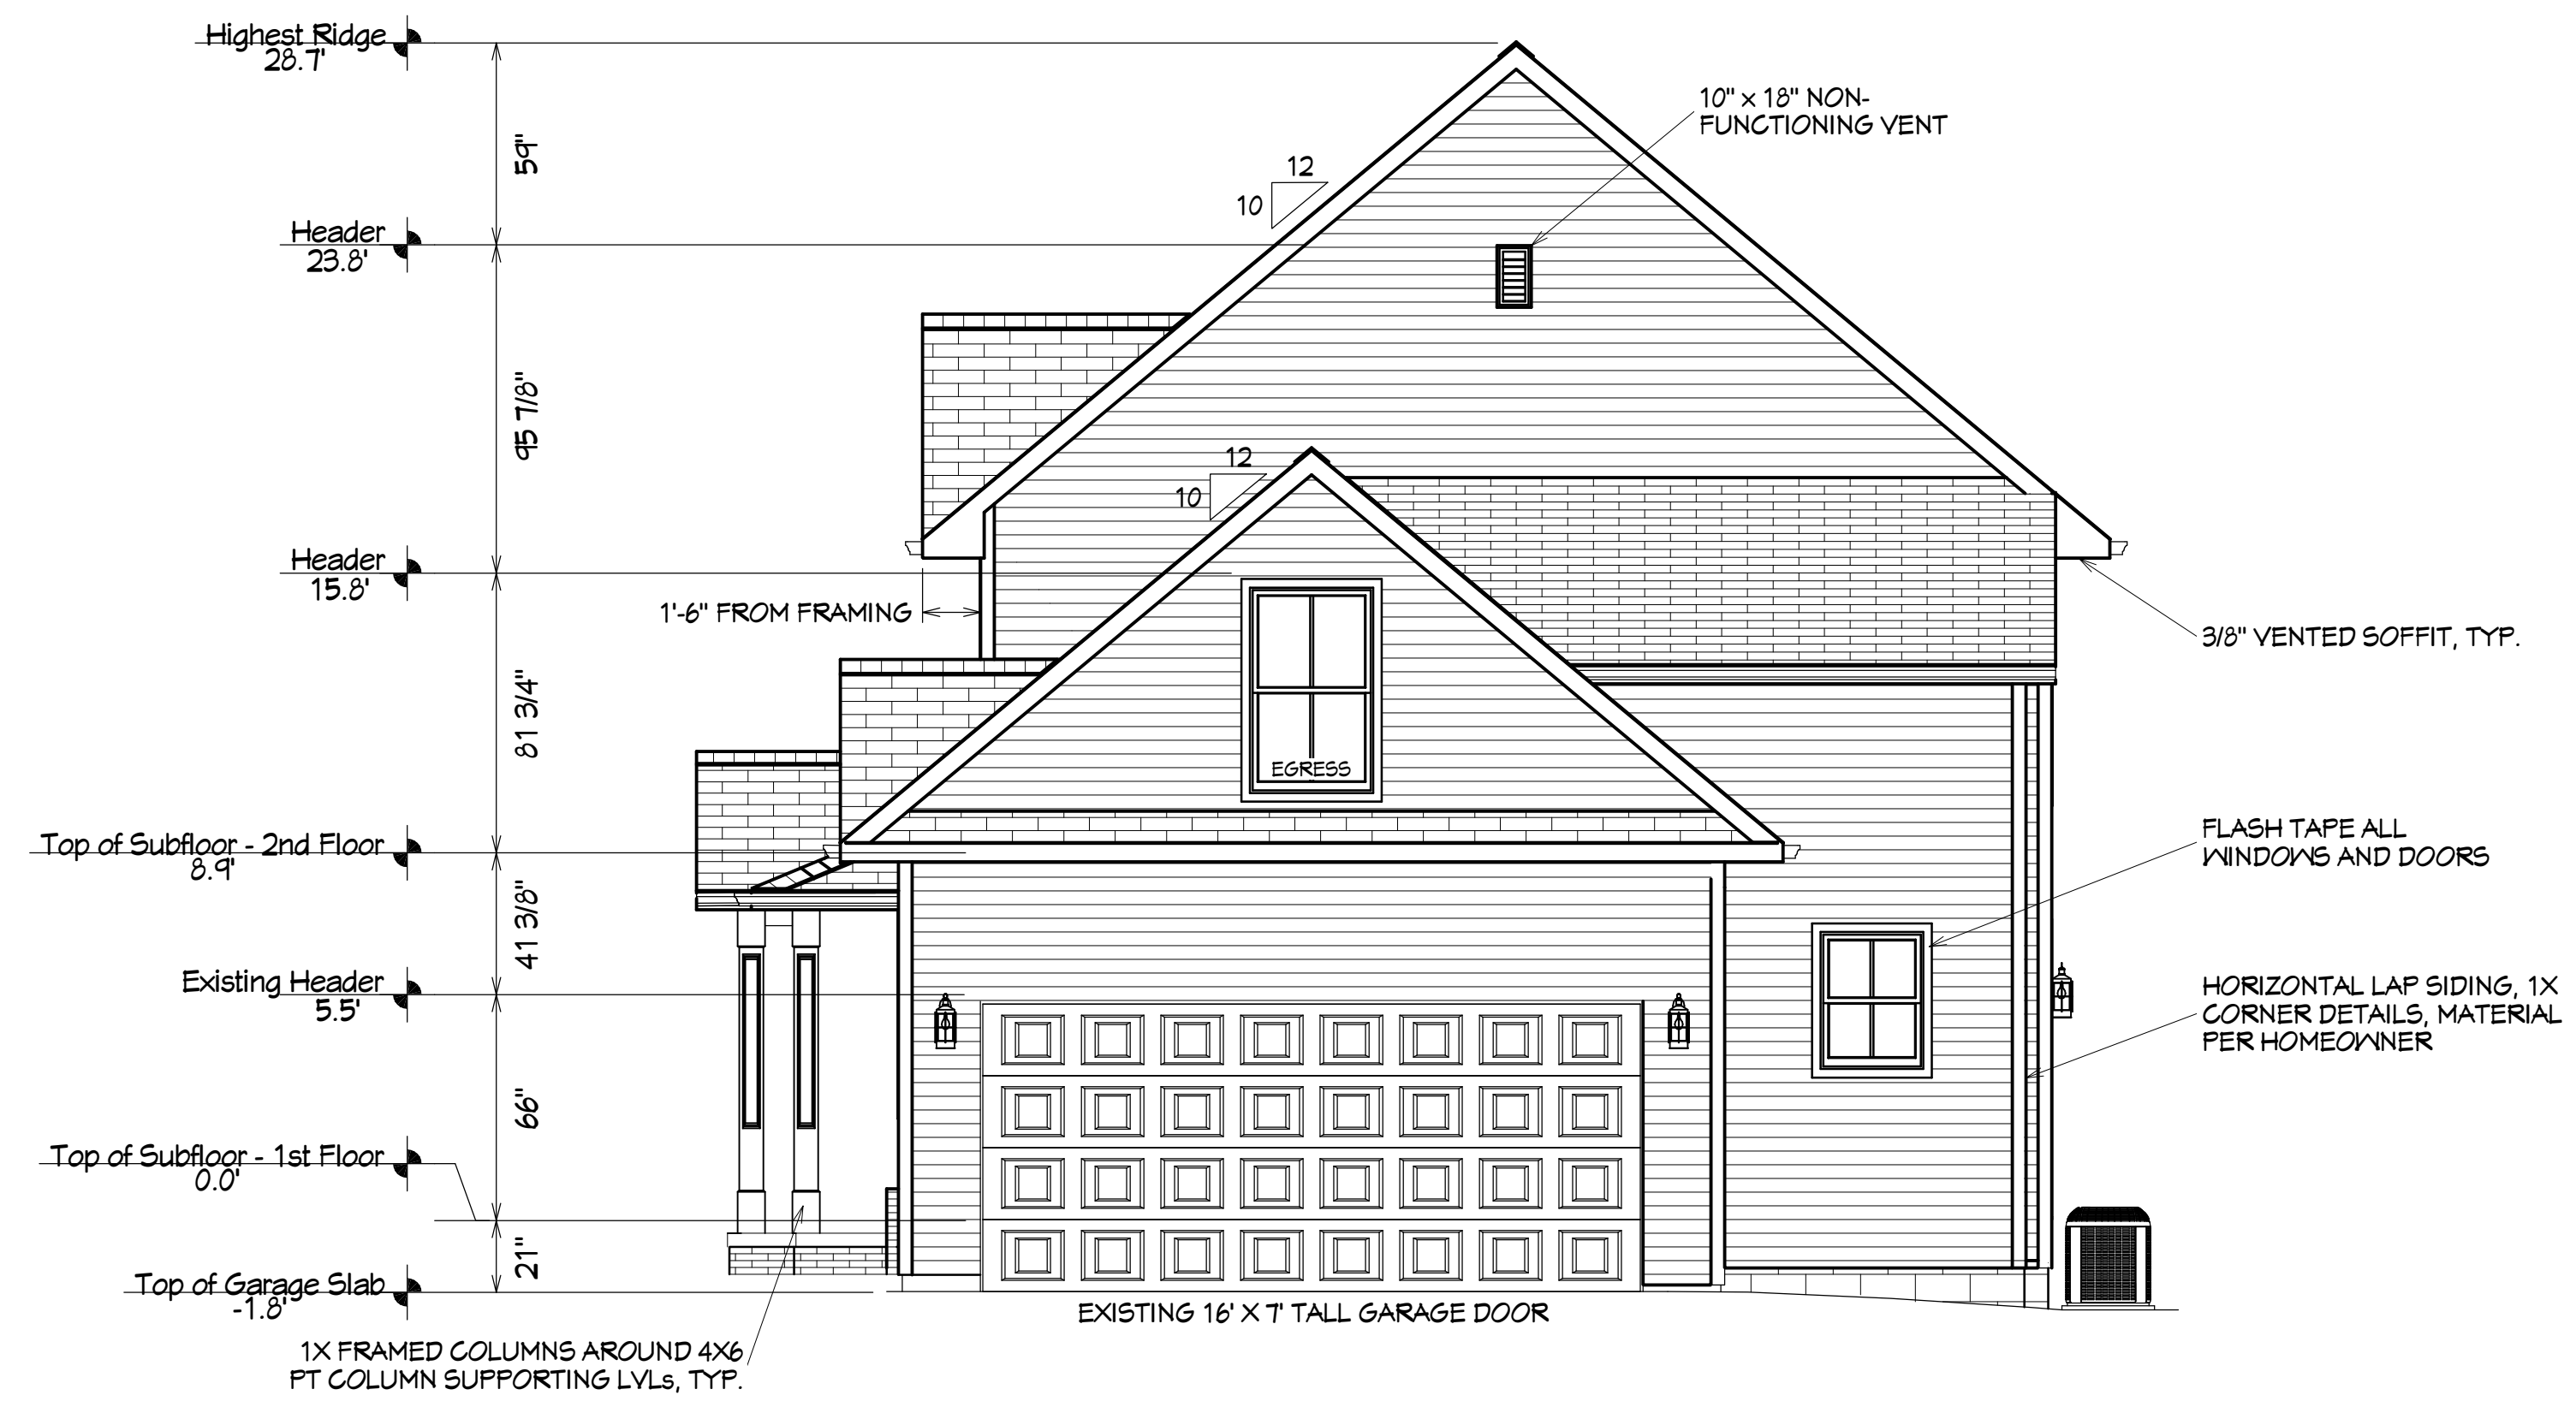 Highest Ridge
28.7'
59"
10" x 18" NON-
FUNCTIONING VENT
12
10
Header
23.8'
95 7/8"
12
10
Header
15.8'
1'-6" FROM FRAMING
3/8" VENTED SOFFIT, TYP.
81 3/4"
EGRESS
Top of Subfloor - 2nd Floor
8.9'
FLASH TAPE ALL
WINDOWS AND DOORS
41 3/8"
Existing Header
5.5'
HORIZONTAL LAP SIDING, 1X
CORNER DETAILS, MATERIAL
PER HOMEOWNER
66"
Top of Subfloor - 1st Floor
0.0'
21"
Top of Garage Slab
-1.8'
EXISTING 16' X 7' TALL GARAGE DOOR
1X FRAMED COLUMNS AROUND 4X6
PT COLUMN SUPPORTING LVLs, TYP.